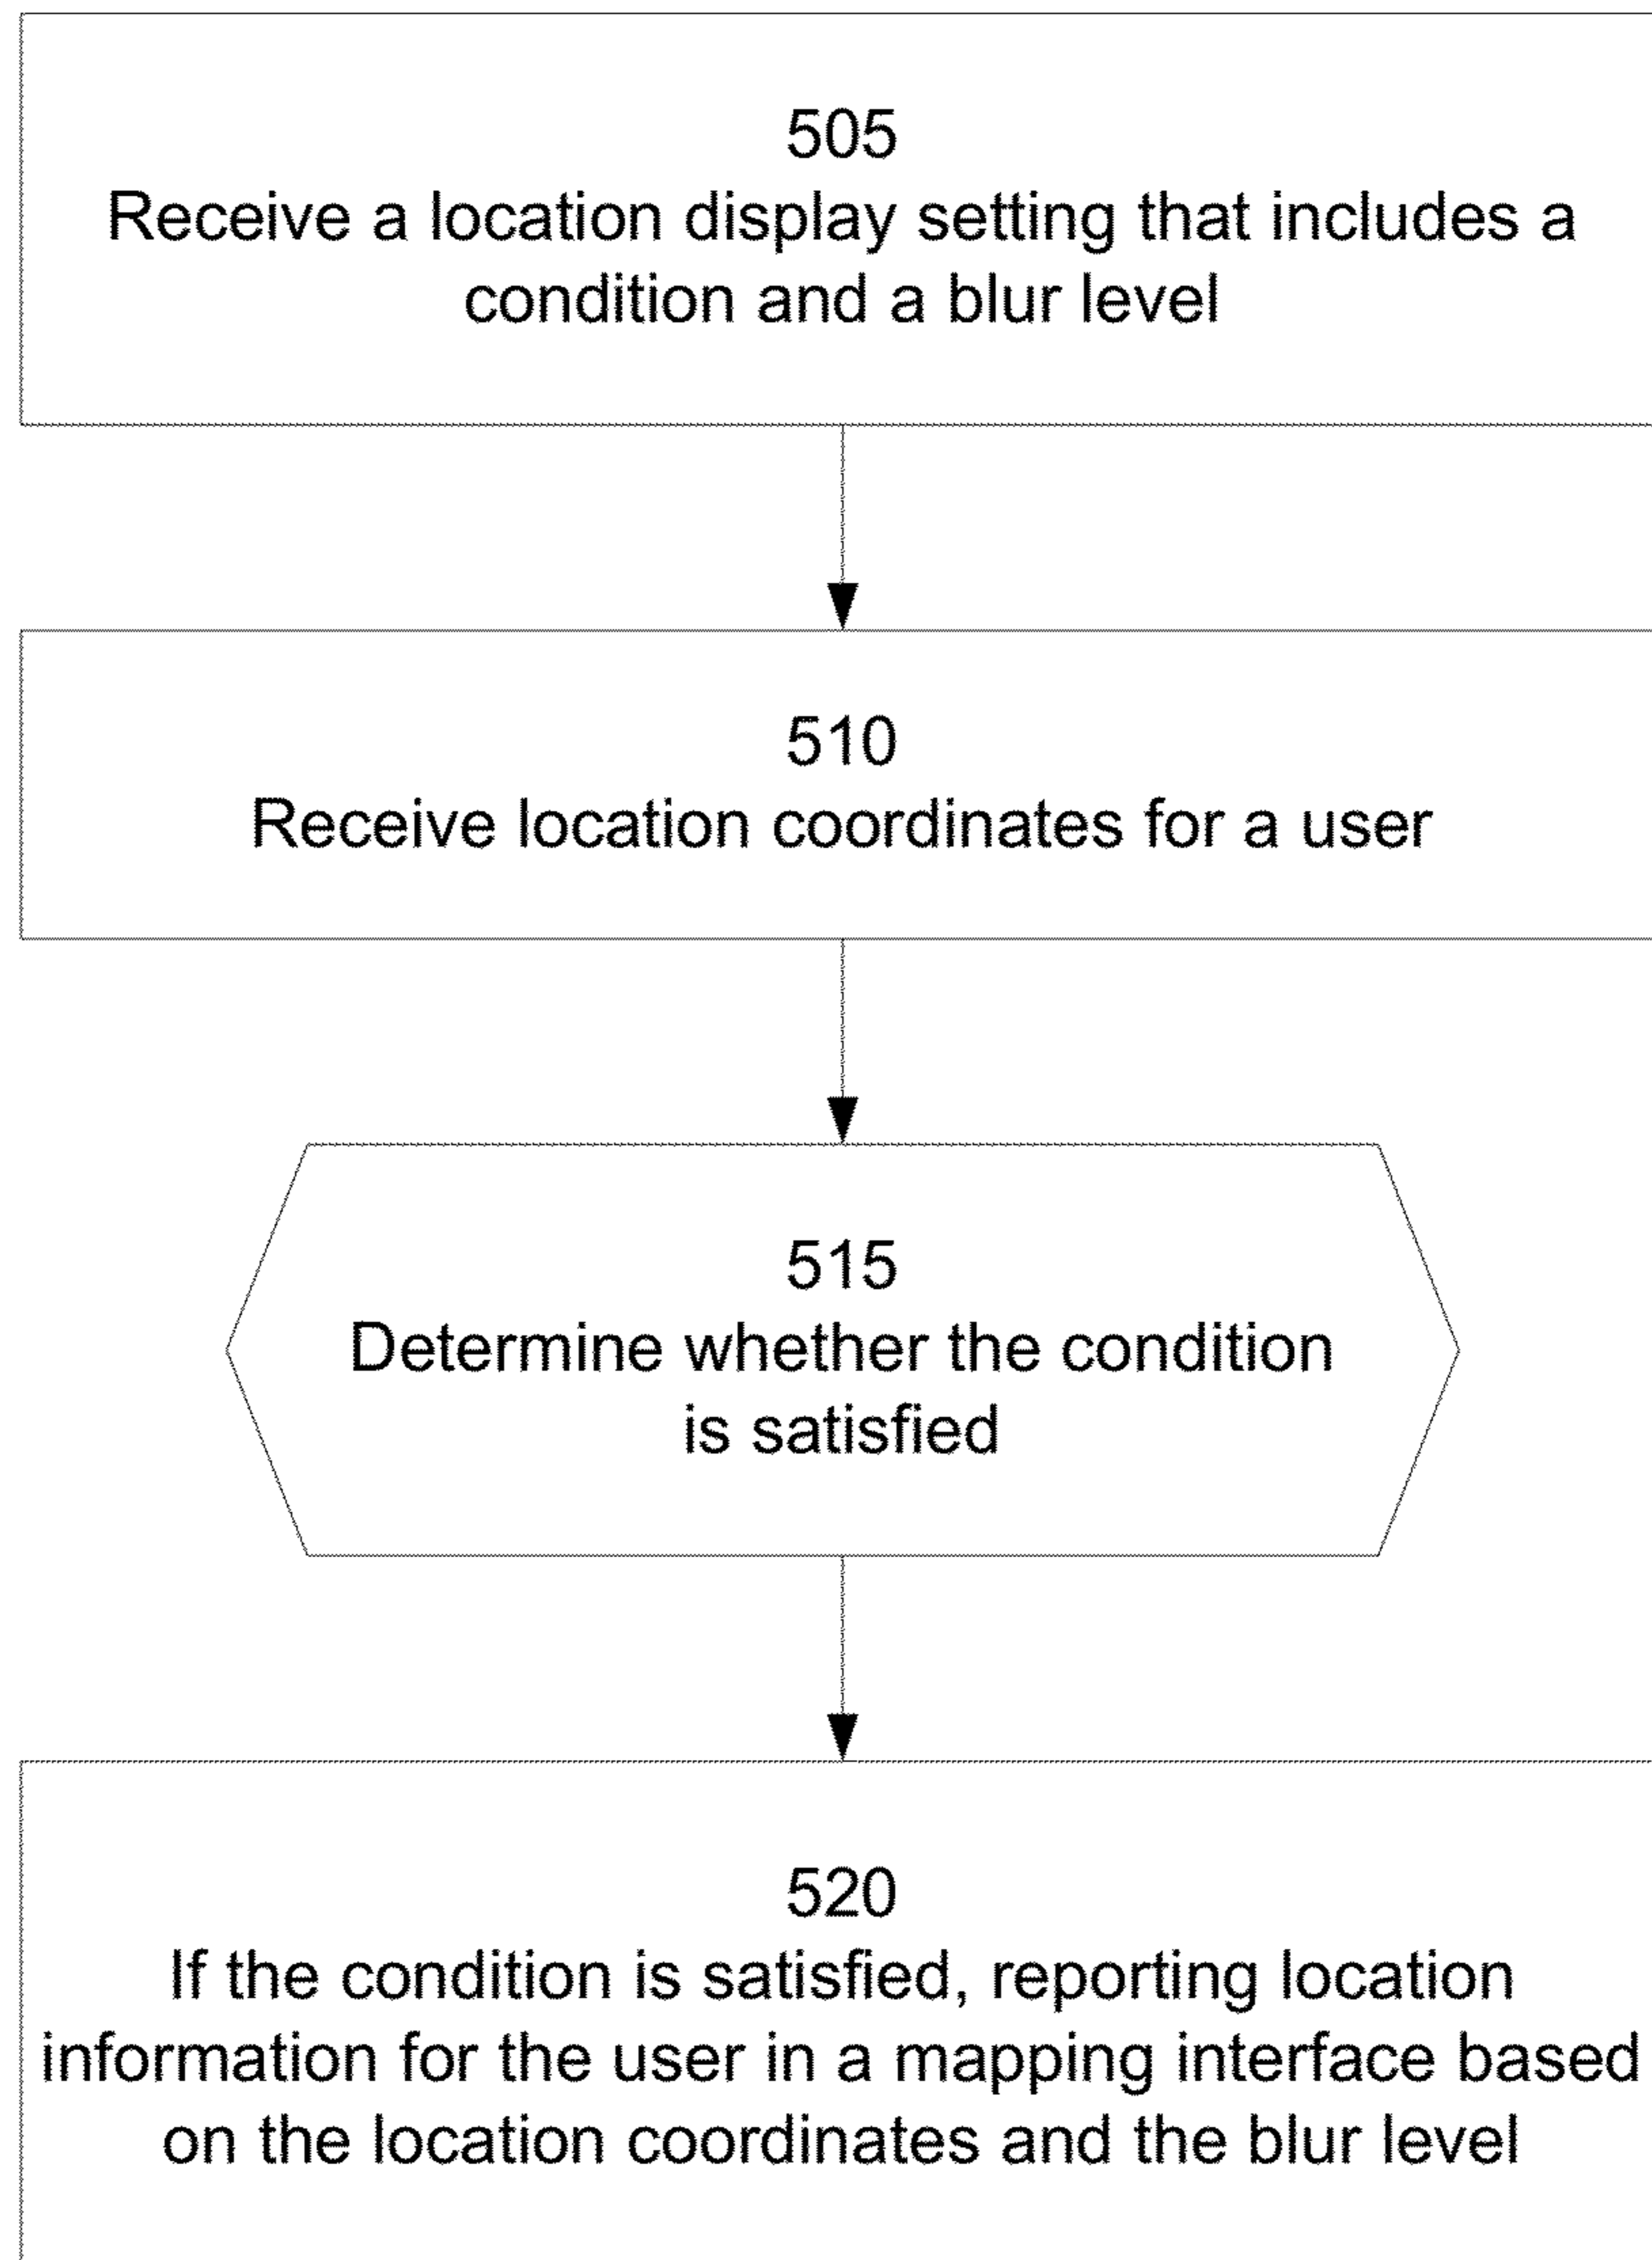 505
Receive a location display setting that includes a
condition and a blur level
510
Receive location coordinates for a user
515
Determine whether the condition
is satisfied
520
If the condition is satisfied, reporting location
information for the user in a mapping interface based
on the location coordinates and the blur level